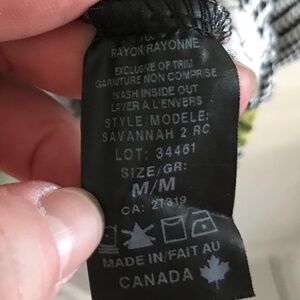 RAYON/RAYONNE
EXCLUSIVE OF TRIM
GARNITURE NON COMPRISE
WASH INSIDE OUT
LAVER A L'ENVERS
STYLE/MODELE:
SAVANNAH 2 RC
LOT: 34461
SIZE/GR:
M/M
CA: 21319
MADE IN/FAIT AU
CANADA